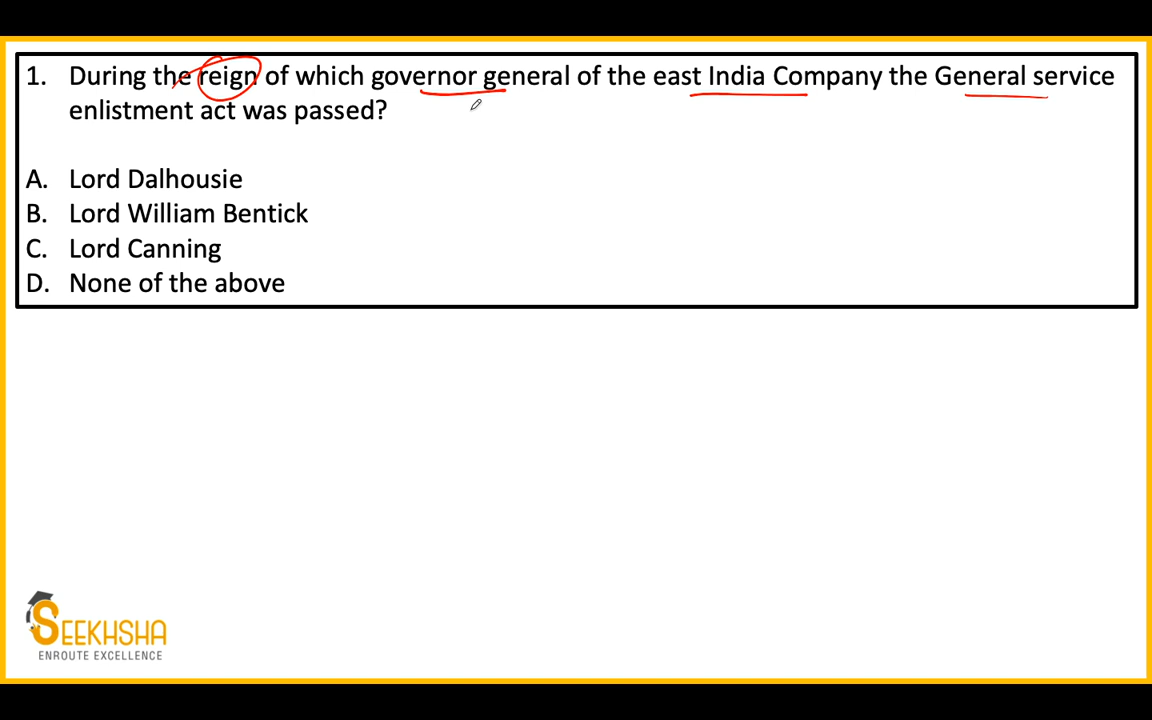 1. During the reign of which governor general of the east India Company the General service
enlistment act was passed?
A. Lord Dalhousie
B. Lord William Bentick
C. Lord Canning
D. None of the above
SEEKHSHA
ENROUTE EXCELLENCE